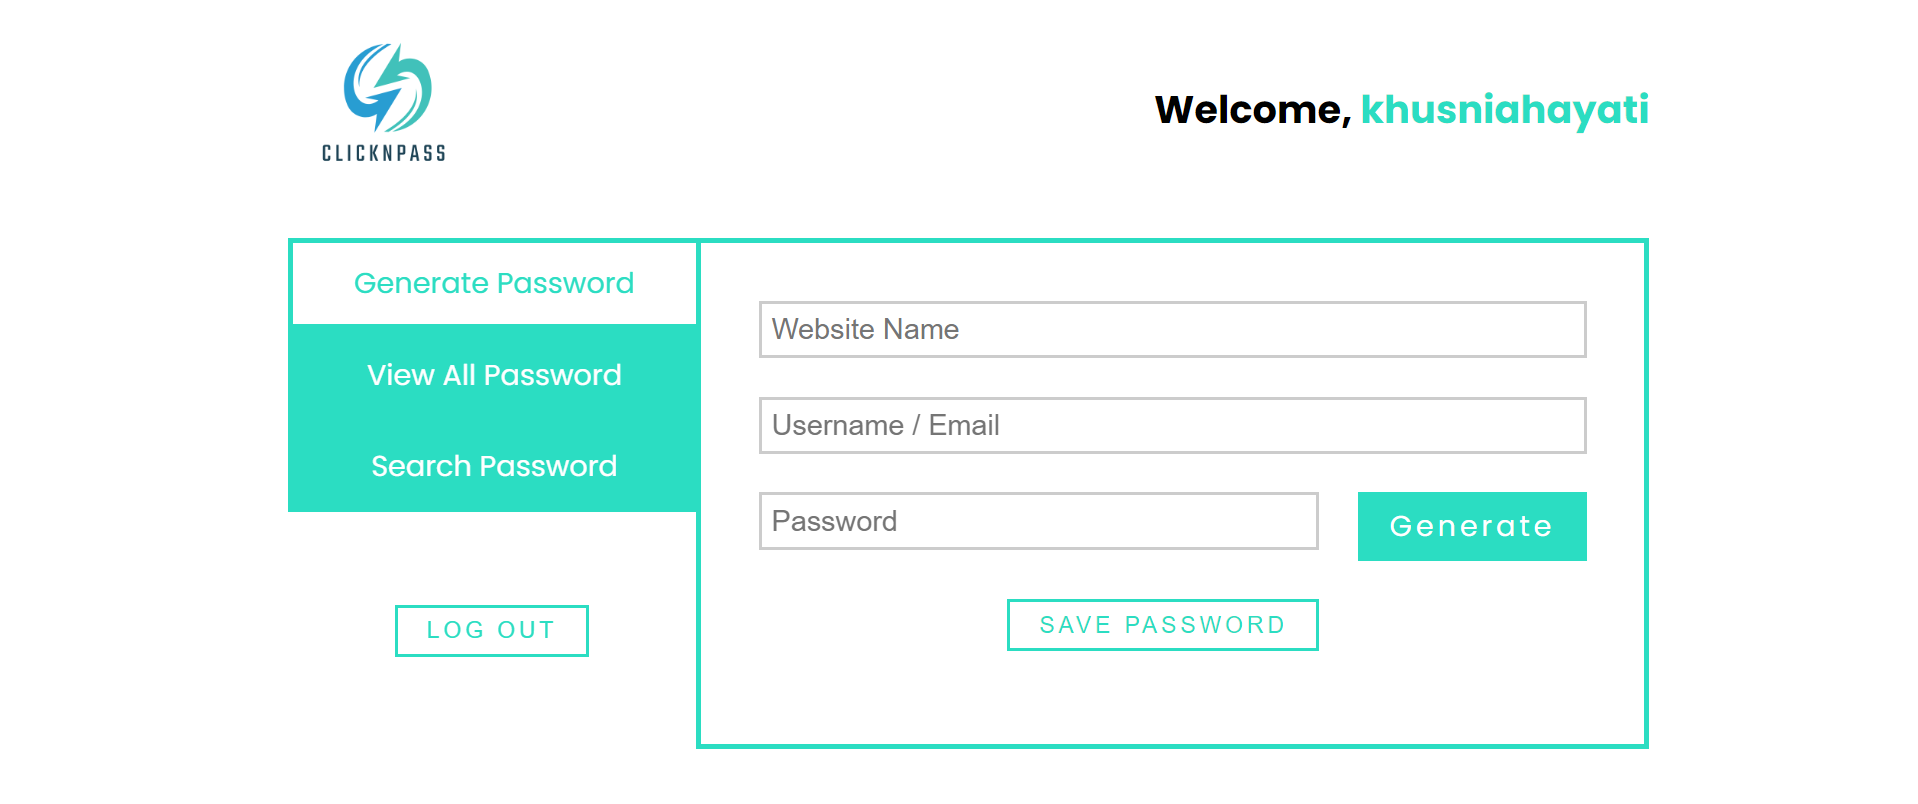 CLICKNPASS
Welcome, khusniahayati
Generate Password
View All Password
Search Password
LOG OUT
Website Name
Username / Email
Password
Generate
SAVE PASSWORD